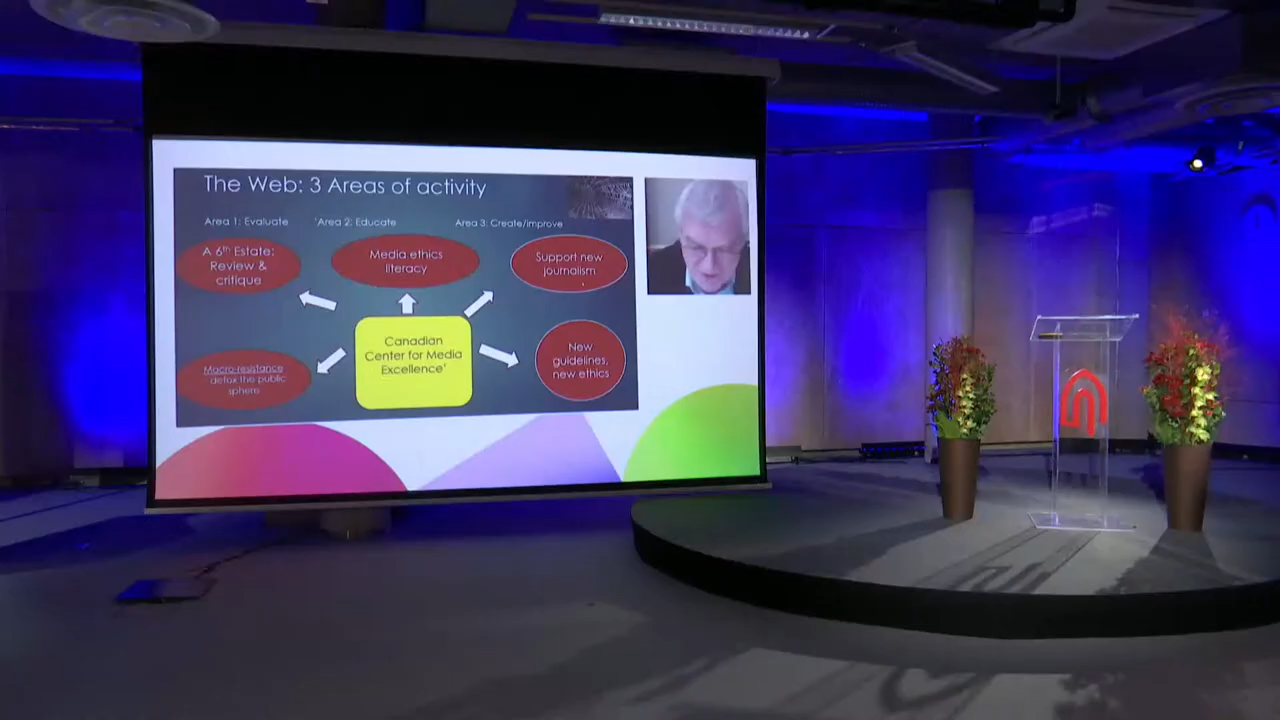 The Web: 3 Areas of activity
Area 1: Evaluate
'Area 2: Educate
Area 3: Create/improve
A 6th Estate:
Review &
critique
Media ethics
literacy
Support new
journalism
Canadian
Center for Media
Excellence'
Macro-resistance
detox the public
sphere
New
guidelines,
new ethics